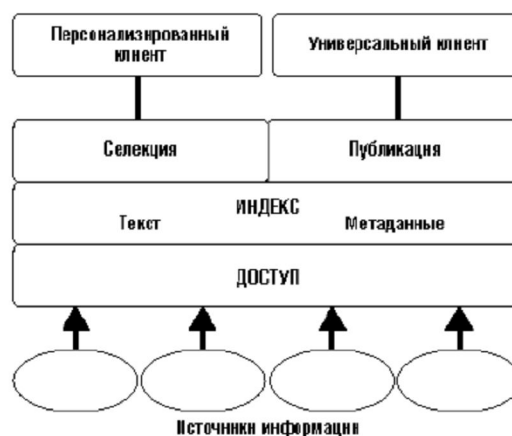 Персонализированный
клиент
Универсальный клиент
Селекция
Публикация
ИНДЕКС
Текст
Метаданные
ДОСТУП
Источники информации